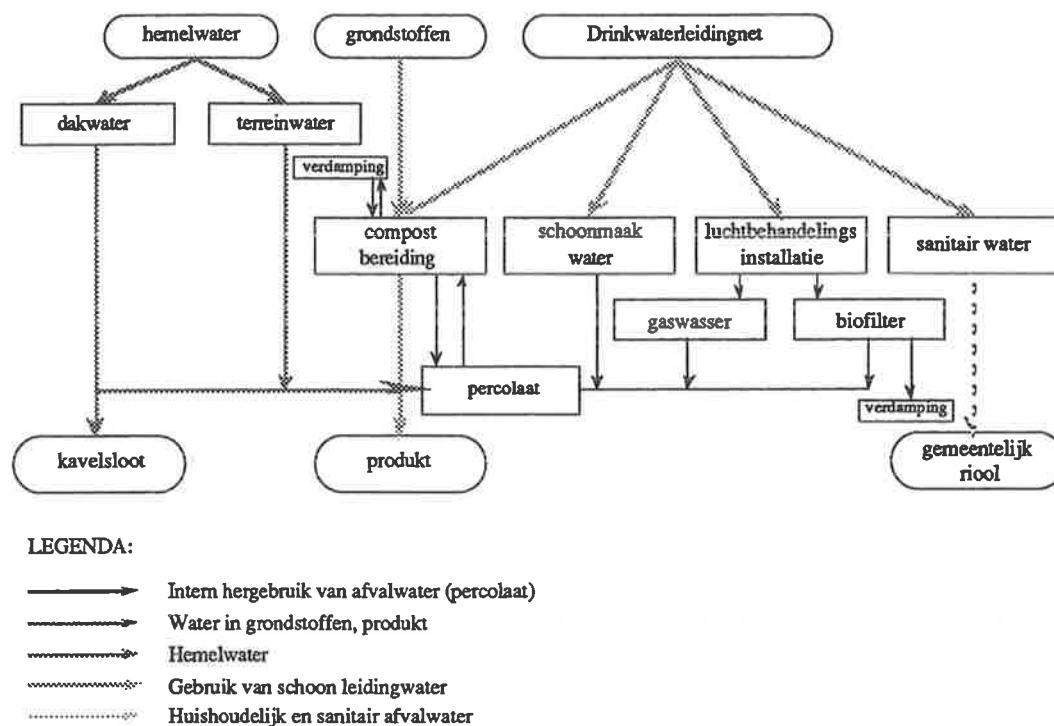 hemelwater
grondstoffen
Drinkwaterleidingnet
dakwater
terreinwater
verdamping
compost
bereiding
schoonmaak
water
luchtbehandelings
installatie
sanitair water
gaswasser
biofilter
percolaat
verdamping
kavelsloot
produkt
gemeentelijk
riool
LEGENDA:
Intern hergebruik van afvalwater (percolaat)
Water in grondstoffen, produkt
Hemelwater
Gebruik van schoon leidingwater
Huishoudelijk en sanitair afvalwater